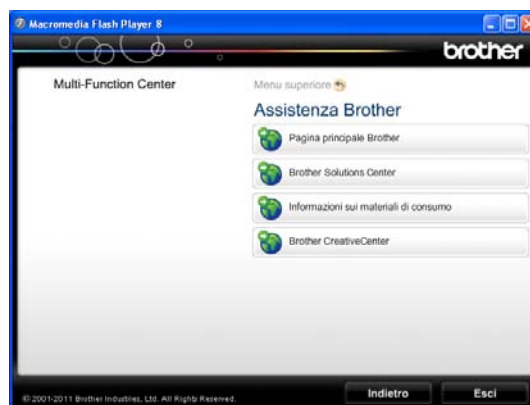 Macromedia Flash Player 8
brother
Multi-Function Center
Menu superiore
Assistenza Brother
Pagina principale Brother
Brother Solutions Center
Informazioni sui materiali di consumo
Brother CreativeCenter
© 2001-2011 Brother Industries, Ltd. All Rights Reserved.
Indietro
Esci